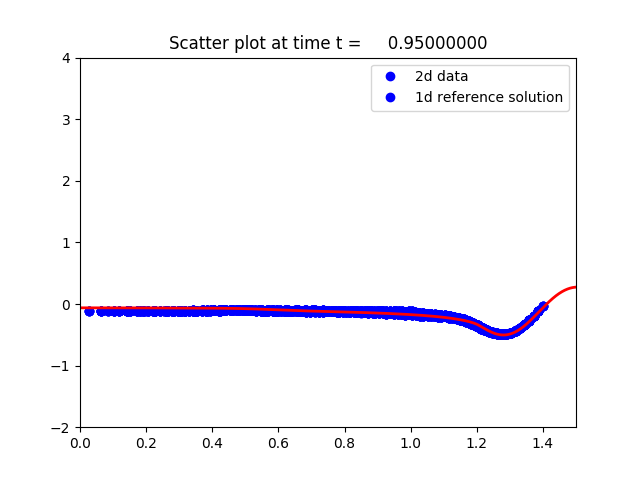 Scatter plot at time t = 0.95000000
2d data
1d reference solution
4
3
2
1
0
−1
−2
0.0 0.2 0.4 0.6 0.8 1.0 1.2 1.4